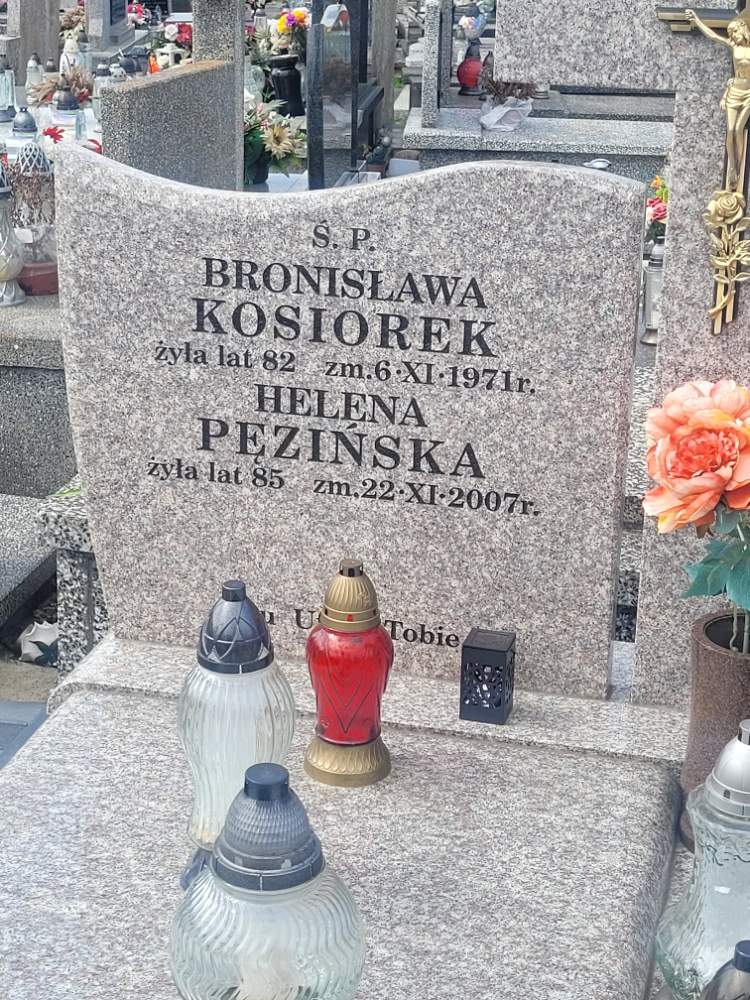 Ś. P.
BRONISŁAWA
KOSIOREK
żyła lat 82 zm.6·XI·1971r.
HELENA
PĘZIŃSKA
żyła lat 85 zm.22·XI·2007r.
Tobie